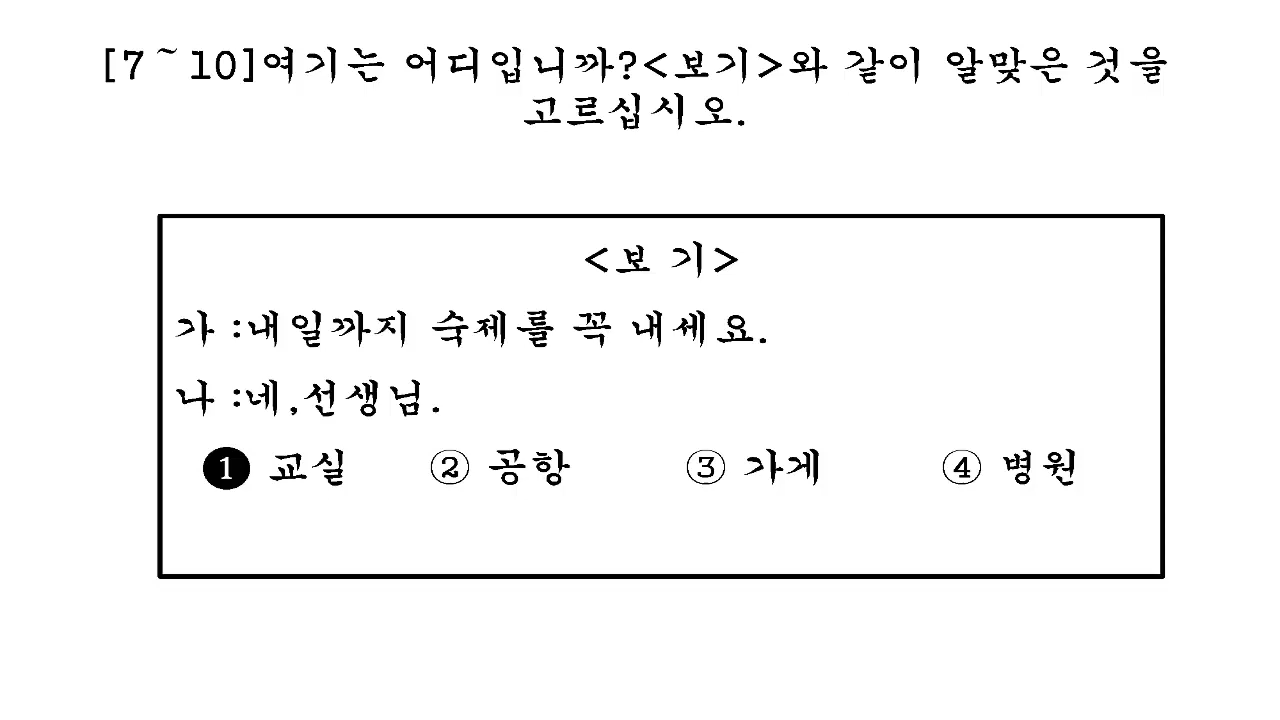 [7~10]여기는 어디입니까?<보기>와 같이 알맞은 것을
고르십시오.
<보 기>
가 :내일까지 숙제를 꼭 내세요.
나 :네,선생님.
❶ 교실 ② 공항 ③ 가게 ④ 병원